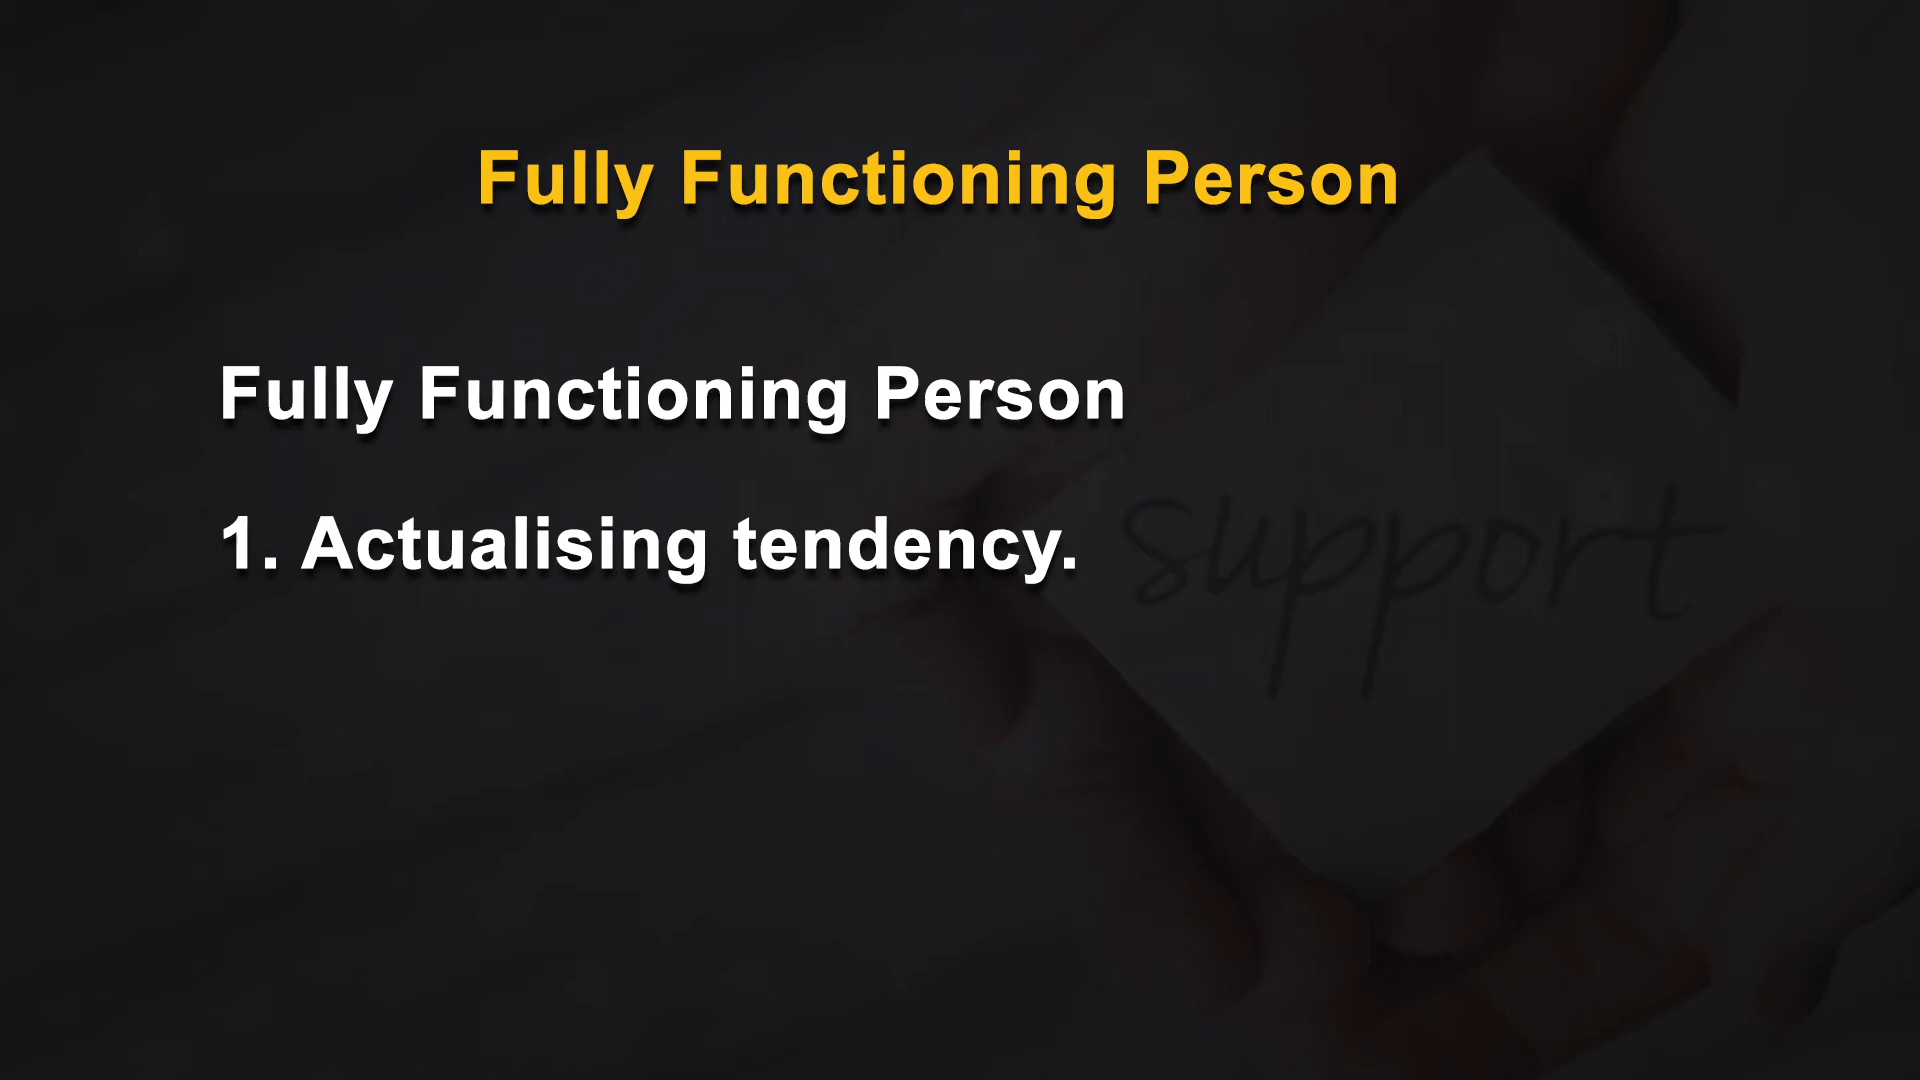 Fully Functioning Person
Fully Functioning Person
1. Actualising tendency.
support